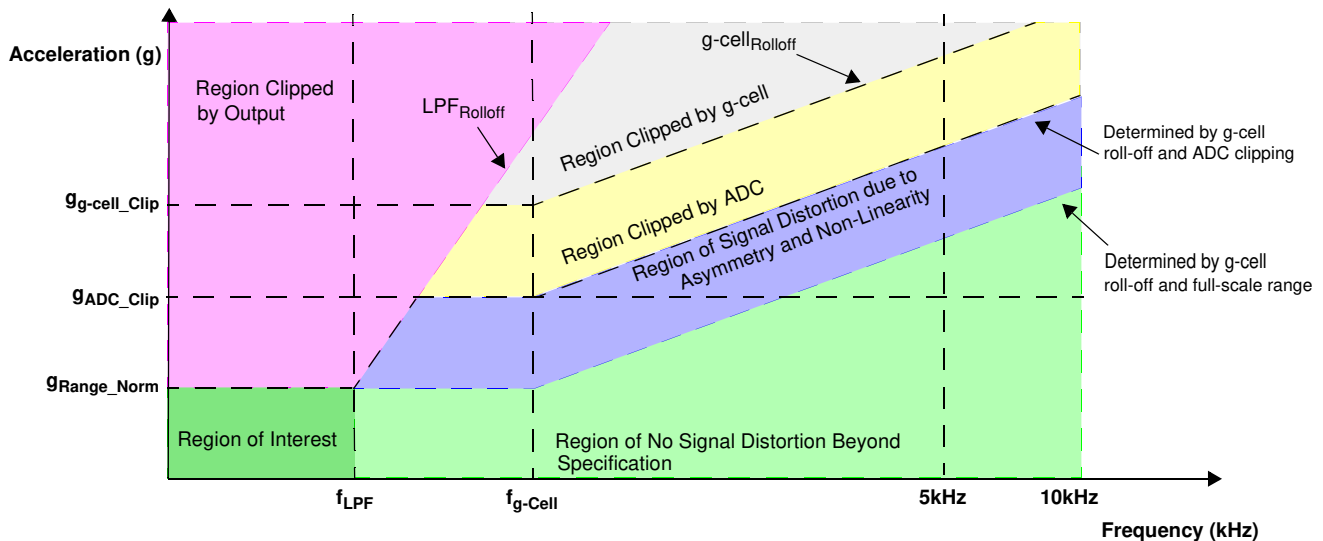 Acceleration (g)
Region Clipped
by Output
LPFRolloff
g-cellRolloff
Region Clipped by g-cell
Region Clipped by ADC
Region of Signal Distortion due to
Asymmetry and Non-Linearity
Determined by g-cell
roll-off and ADC clipping
Determined by g-cell
roll-off and full-scale range
gg-cell_Clip
gADC_Clip
gRange_Norm
Region of Interest
Region of No Signal Distortion Beyond
Specification
fLPF
fg-Cell
5kHz
10kHz
Frequency (kHz)